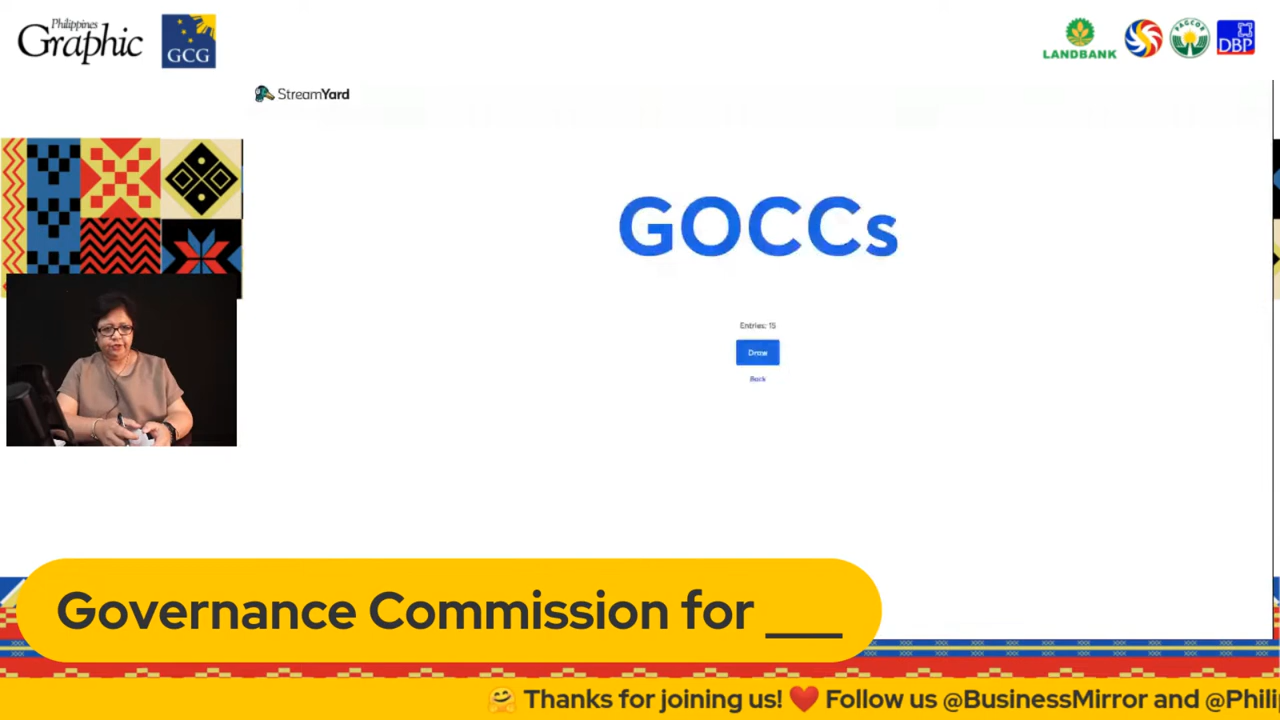 Philippines
Graphic
GCG
LANDBANK
PAGCOR
DBP
StreamYard
GOCCs
Entries: 15
Draw
Back
Governance Commission for ___
🤗 Thanks for joining us! ❤️ Follow us @BusinessMirror and @Phili